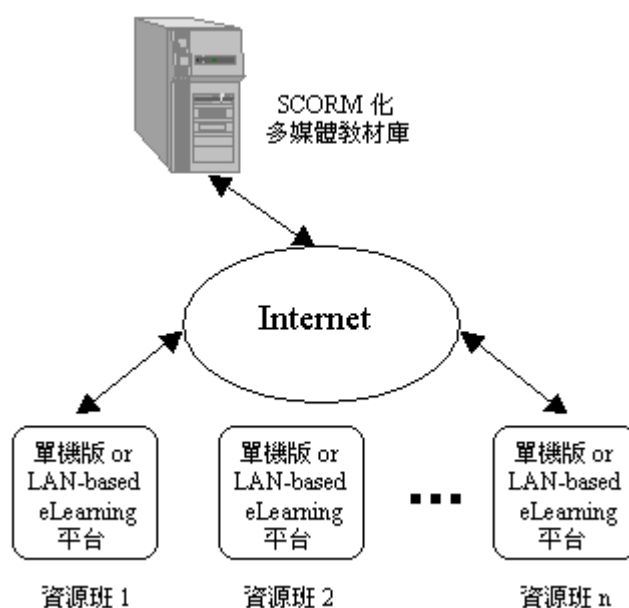 SCORM 化
多媒體教材庫
Internet
單機版 or
LAN-based
eLearning
平台
單機版 or
LAN-based
eLearning
平台
單機版 or
LAN-based
eLearning
平台
資源班 1
資源班 2
資源班 n